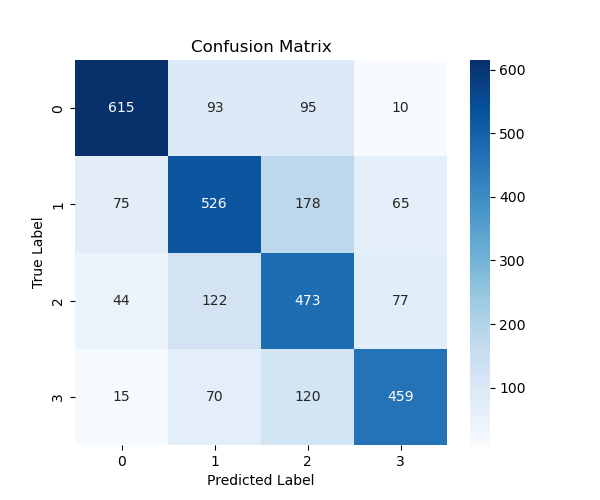 Confusion Matrix
True Label
0 615 93 95 10
1 75 526 178 65
2 44 122 473 77
3 15 70 120 459
0 1 2 3
Predicted Label
600
500
400
300
200
100